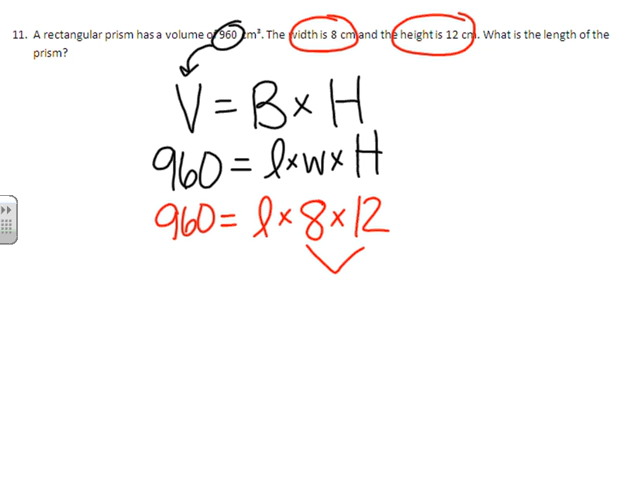 11. A rectangular prism has a volume of 960 cm³. The width is 8 cm and the height is 12 cm. What is the length of the
prism?
V = B x H
960 = l x w x H
960 = l x 8 x 12